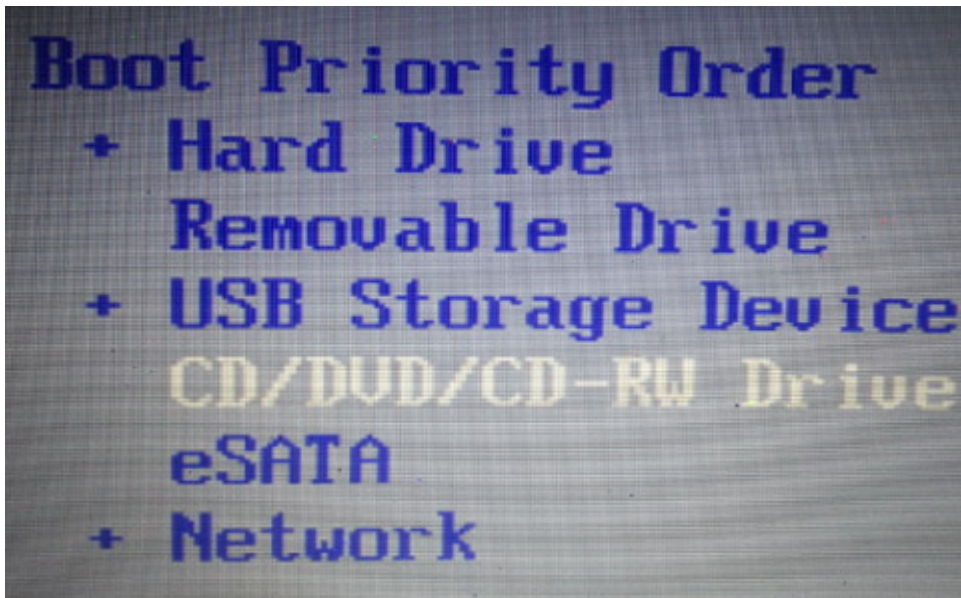 Boot Priority Order
+ Hard Drive
Removable Drive
+ USB Storage Device
CD/DVD/CD-RW Drive
eSATA
+ Network